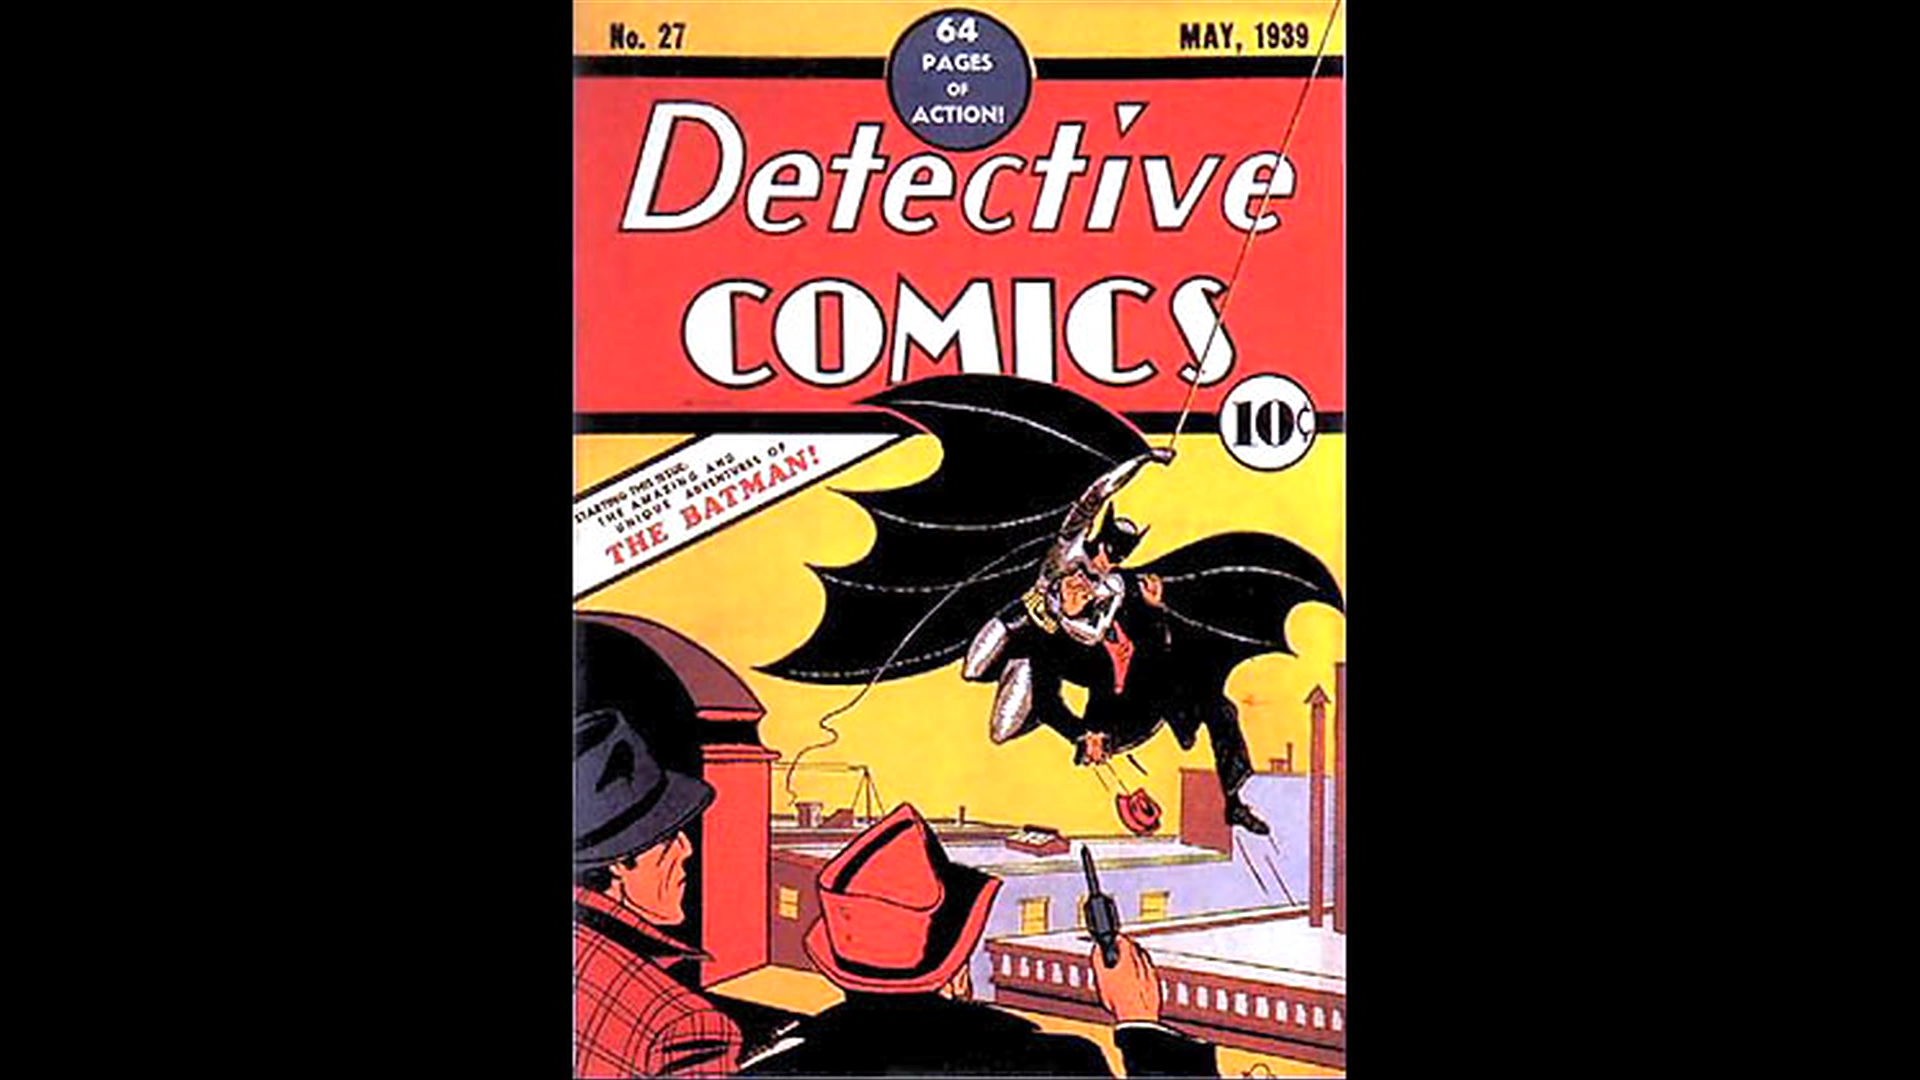 No. 27
64
PAGES
OF
ACTION!
MAY, 1939
Detective
COMICS
10¢
STARTING THIS ISSUE:
THE AMAZING AND
UNIQUE ADVENTURES OF
THE BATMAN!